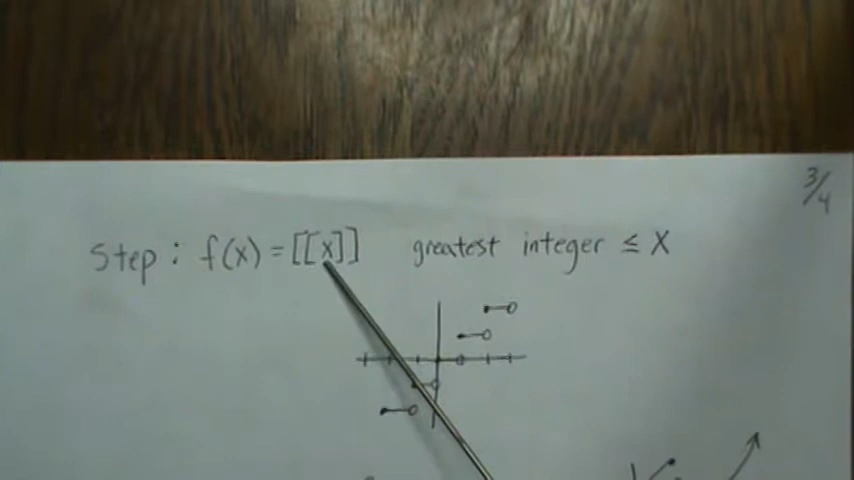 3/4
Step : f(x) = [[x]] greatest integer ≤ X